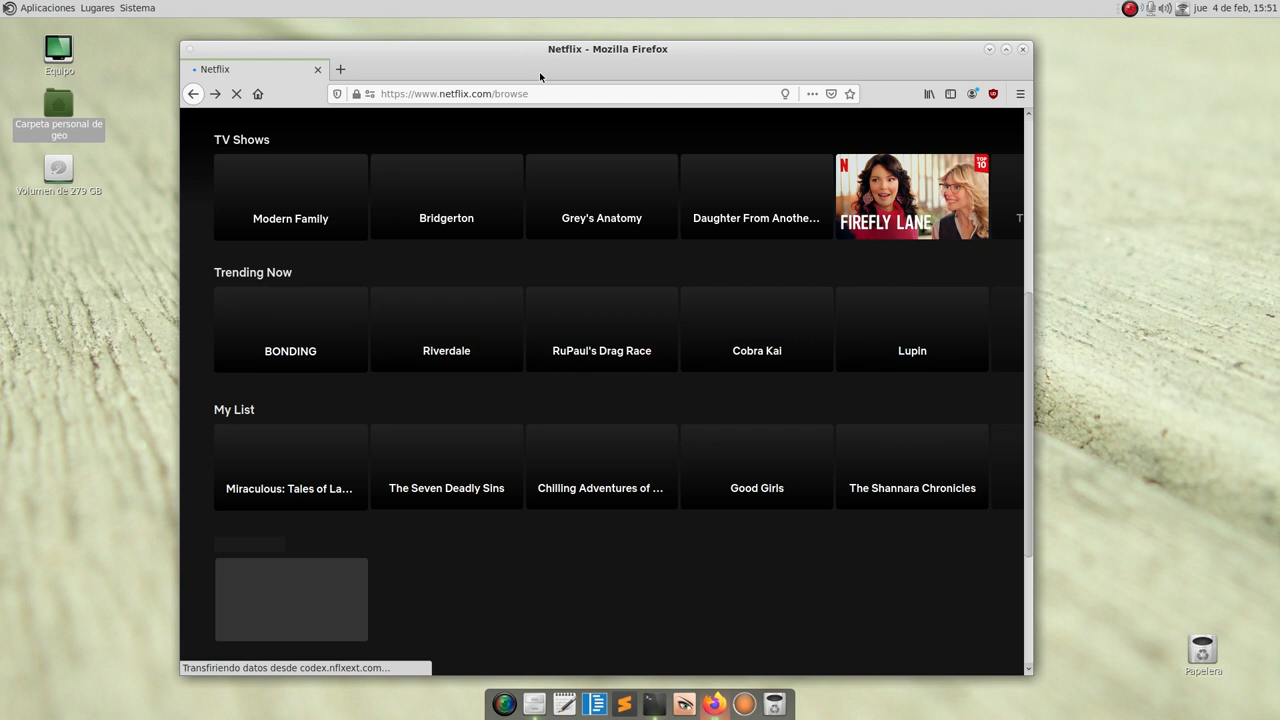 Aplicaciones Lugares Sistema
jue 4 de feb, 15:51
Equipo
Carpeta personal de
geo
Volumen de 279 GB
Netflix - Mozilla Firefox
Netflix
https://www.netflix.com/browse
TV Shows
Modern Family
Bridgerton
Grey's Anatomy
Daughter From Anothe...
N
TOP
10
FIREFLY LANE
T
Trending Now
BONDING
Riverdale
RuPaul's Drag Race
Cobra Kai
Lupin
My List
Miraculous: Tales of La...
The Seven Deadly Sins
Chilling Adventures of ...
Good Girls
The Shannara Chronicles
Transfiriendo datos desde codex.nflxext.com...
Papelera